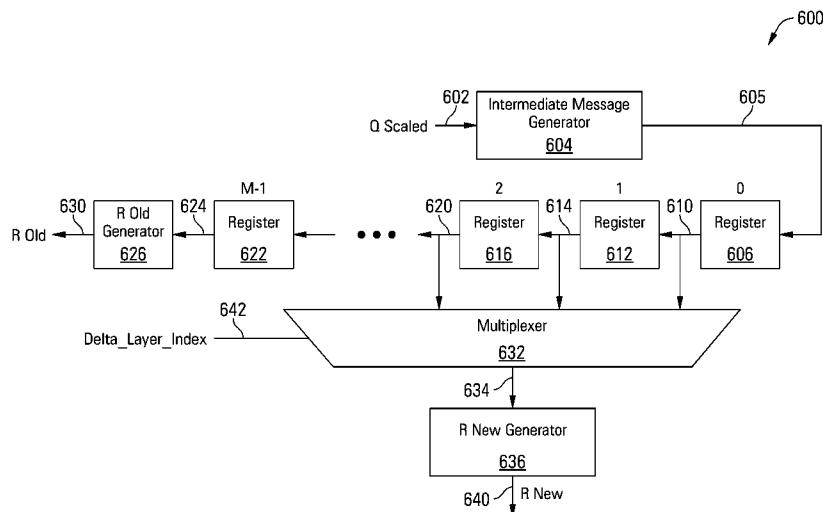 600
602
Q Scaled
Intermediate Message
Generator
604
605
M-1
2
1
0
R Old
630
R Old
Generator
626
624
Register
622
620
Register
616
614
Register
612
610
Register
606
642
Delta_Layer_Index
Multiplexer
632
634
R New Generator
636
640
R New